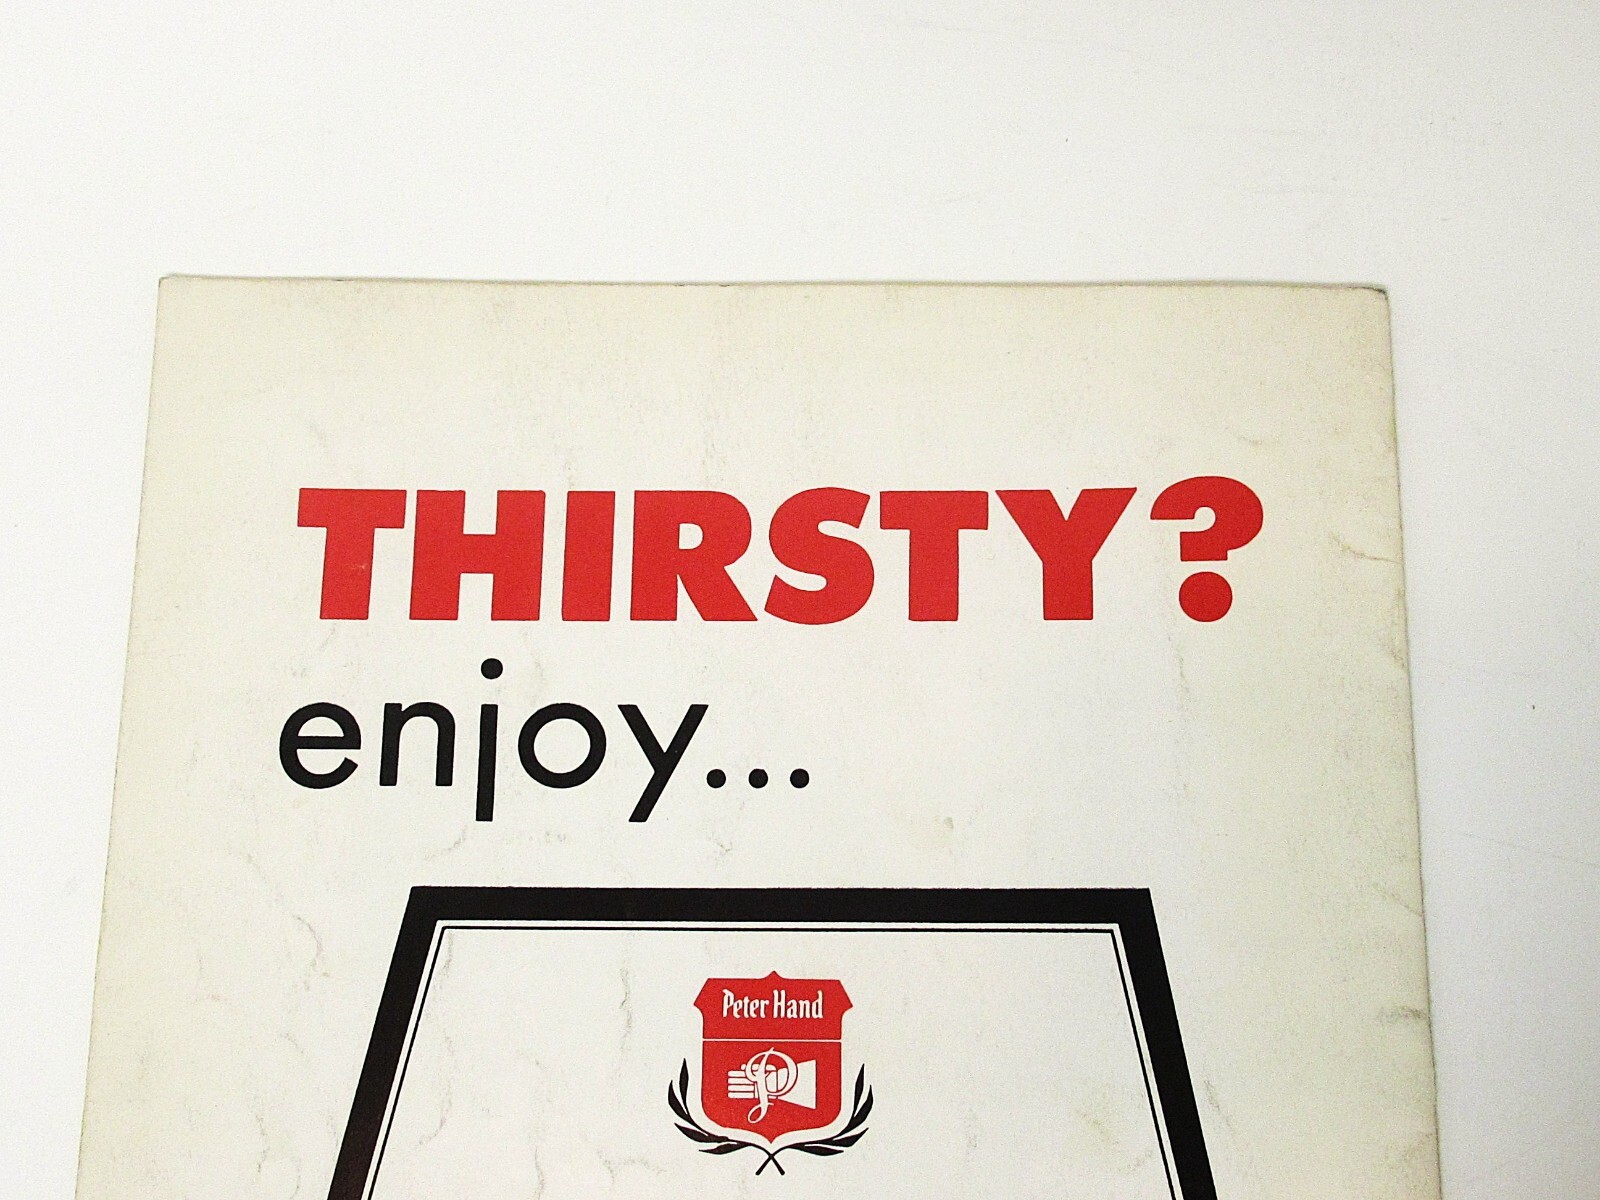 THIRSTY?
enjoy...
Peter Hand
P